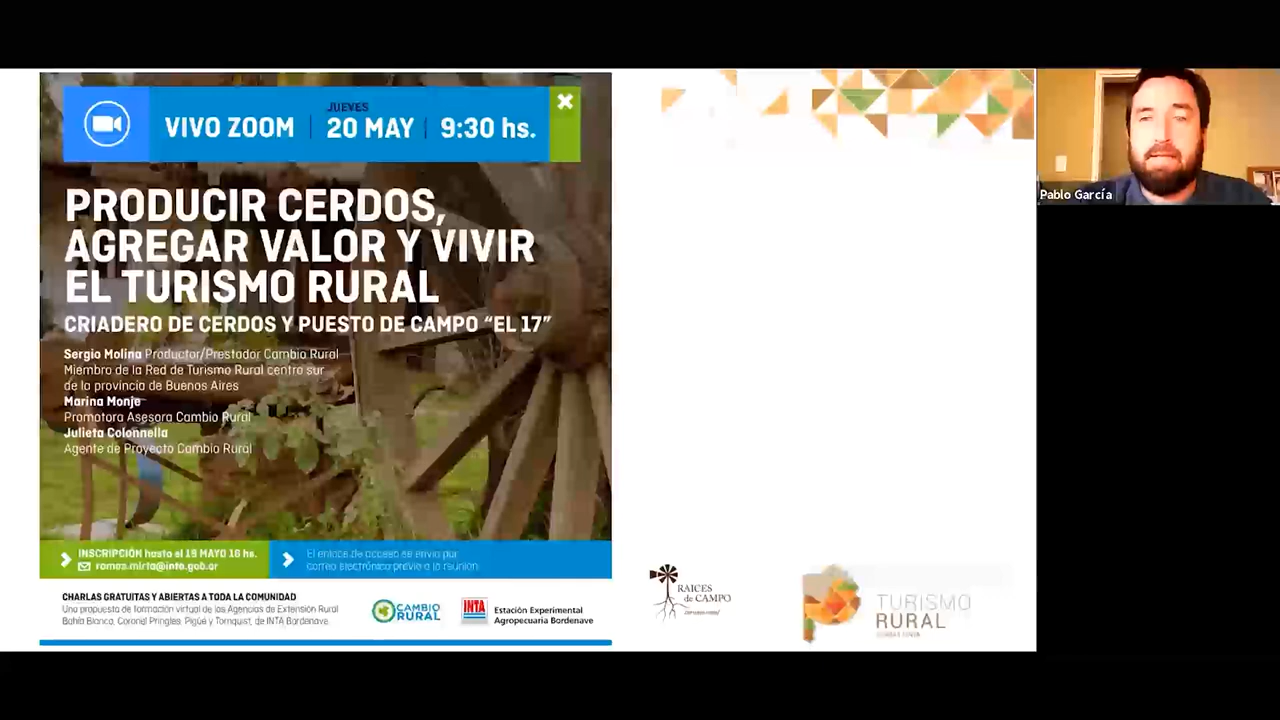 JUEVES
VIVO ZOOM | 20 MAY | 9:30 hs.
PRODUCIR CERDOS,
AGREGAR VALOR Y VIVIR
EL TURISMO RURAL
CRIADERO DE CERDOS Y PUESTO DE CAMPO “EL 17”
Sergio Molina Productor/Prestador Cambio Rural
Miembro de la Red de Turismo Rural centro sur
de la provincia de Buenos Aires
Marina Monje
Promotora Asesora Cambio Rural
Julieta Colonnella
Agente de Proyecto Cambio Rural
INSCRIPCIÓN hasta el 19 MAYO 16 hs.
ramos.mirta@inta.gob.ar
El enlace de acceso se envía por
correo electrónico previo a la reunión.
CHARLAS GRATUITAS Y ABIERTAS A TODA LA COMUNIDAD
Una propuesta de formación virtual de las Agencias de Extensión Rural
Bahía Blanca, Coronel Pringles, Pigüé y Tornquist, de INTA Bordenave.
CAMBIO
RURAL
INTA
Estación Experimental
Agropecuaria Bordenave
RAICES
de CAMPO
TURISMO
RURAL
Pablo García